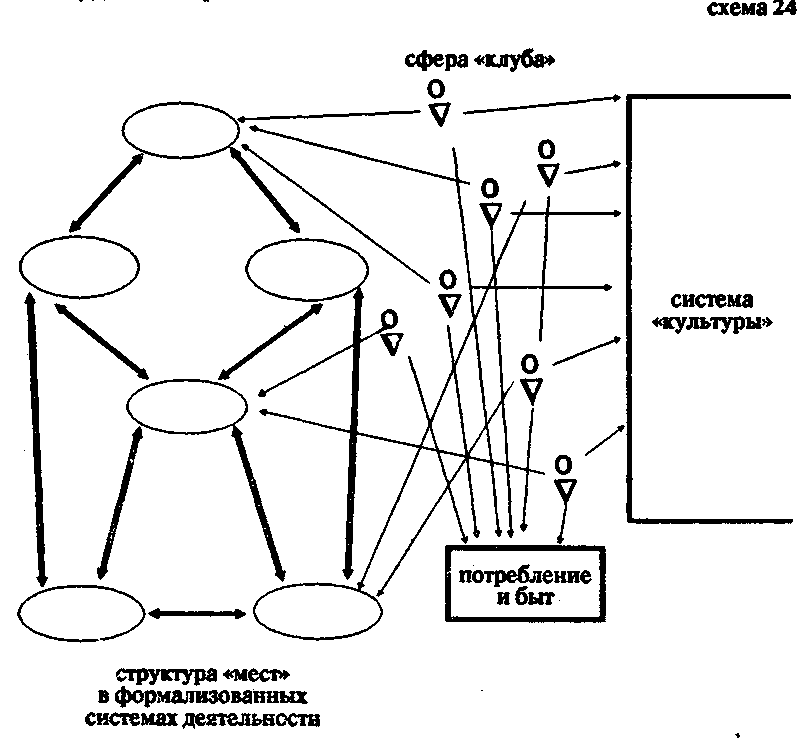 схема 24
сфера «клуба»
система
«культуры»
потребление
и быт
структура «мест»
в формализованных
системах деятельности